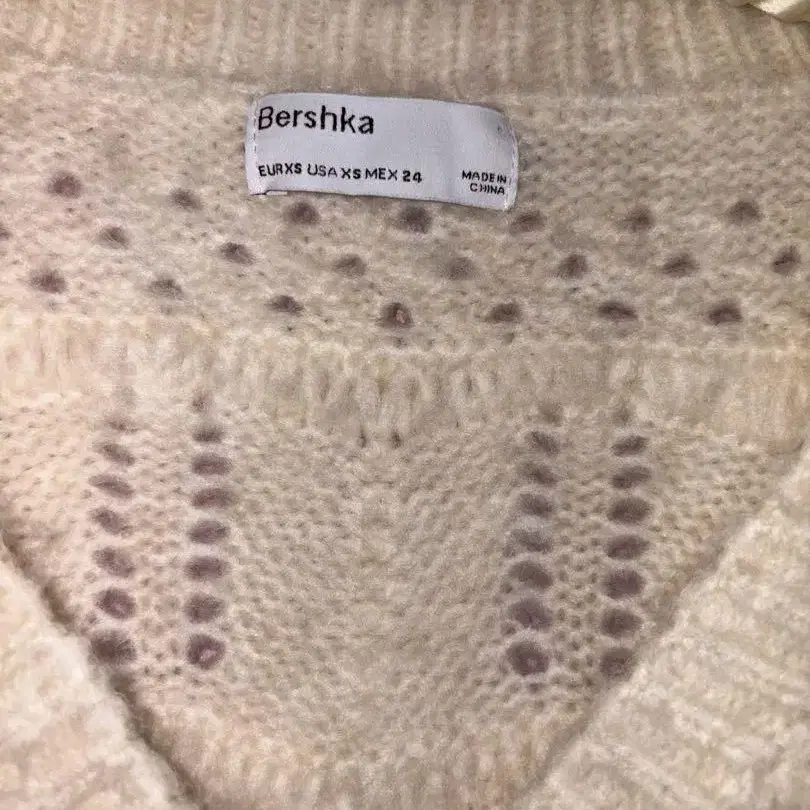 Bershka
EUR XS USA XS MEX 24
MADE IN
CHINA